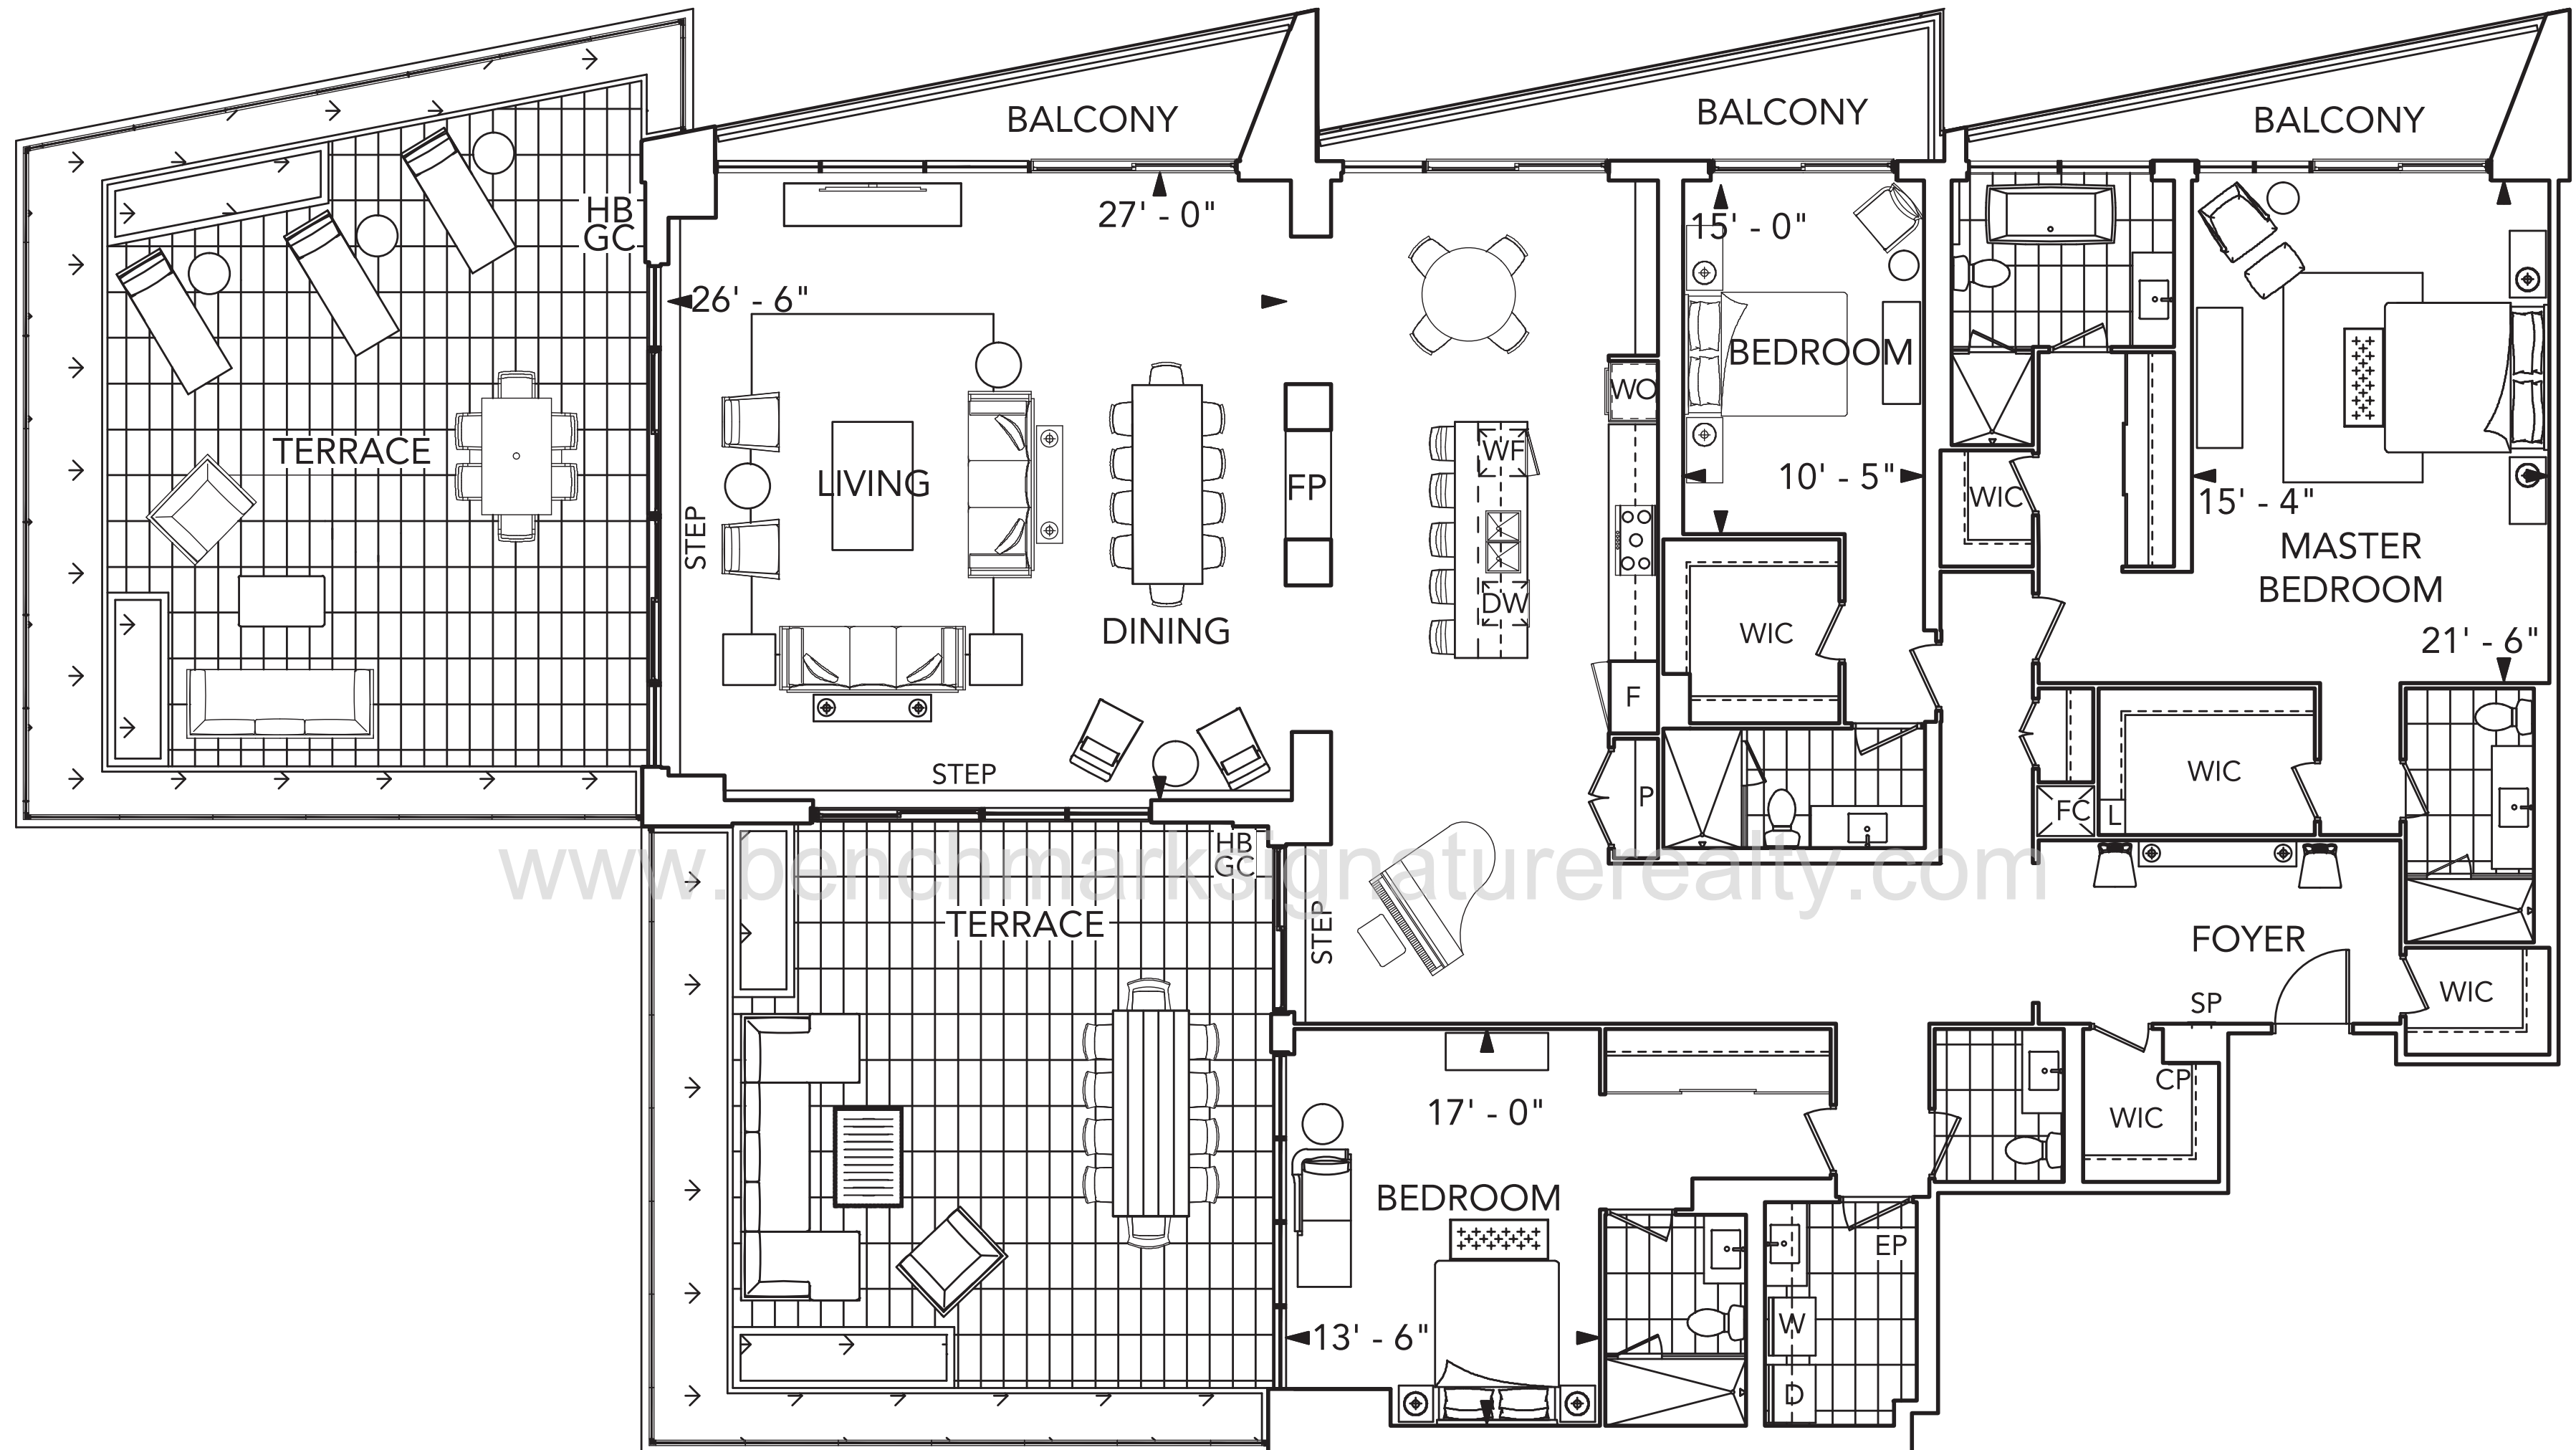 BALCONY
BALCONY
BALCONY
HB
GC
27' - 0"
15' - 0"
26' - 6"
BEDROOM
WO
TERRACE
WF
LIVING
FP
10' - 5"
WIC
15' - 4"
STEP
MASTER
BEDROOM
DW
DINING
WIC
21' - 6"
F
STEP
WIC
P
FC
L
HB
GC
www.benchmarksignaturerealty.com
TERRACE
STEP
FOYER
WIC
SP
CP
WIC
17' - 0"
BEDROOM
EP
W
13' - 6"
D